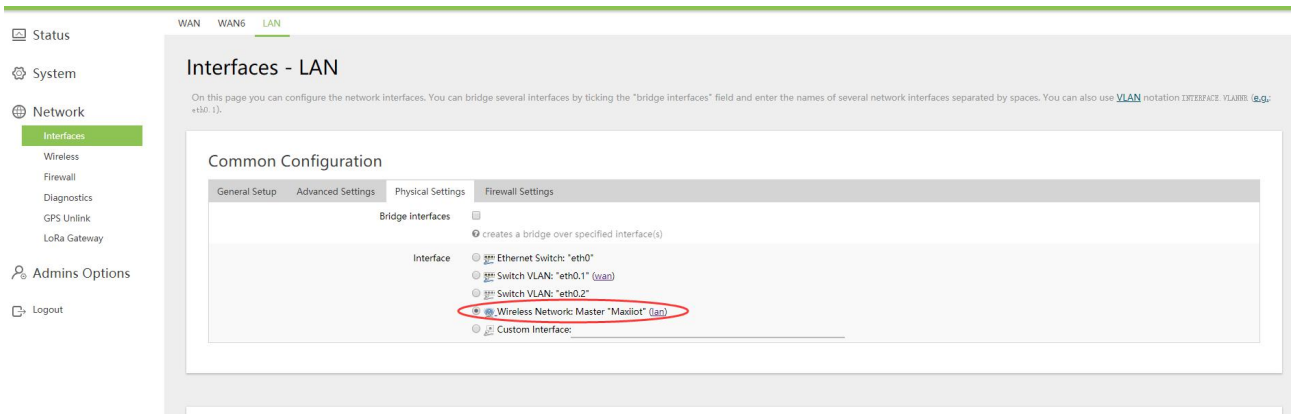 WAN WAN6 LAN
Status
System
Network
Interfaces
Wireless
Firewall
Diagnostics
GPS Unlink
LoRa Gateway
Admins Options
Logout
Interfaces - LAN
On this page you can configure the network interfaces. You can bridge several interfaces by ticking the "bridge interfaces" field and enter the names of several network interfaces separated by spaces. You can also use VLAN notation INTERFACE.VLANNR (e.g.:
eth0.1).
Common Configuration
General Setup Advanced Settings Physical Settings Firewall Settings
Bridge interfaces
creates a bridge over specified interface(s)
Interface
Ethernet Switch: "eth0"
Switch VLAN: "eth0.1" (wan)
Switch VLAN: "eth0.2"
Wireless Network: Master "Maxiiot" (lan)
Custom Interface: